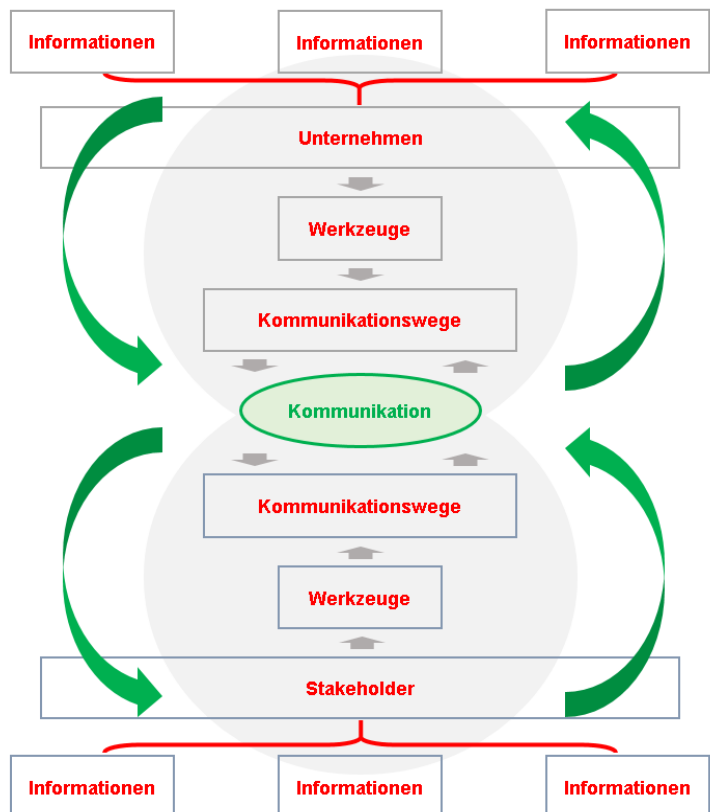 Informationen
Informationen
Informationen
Unternehmen
Werkzeuge
Kommunikationswege
Kommunikation
Kommunikationswege
Werkzeuge
Stakeholder
Informationen
Informationen
Informationen